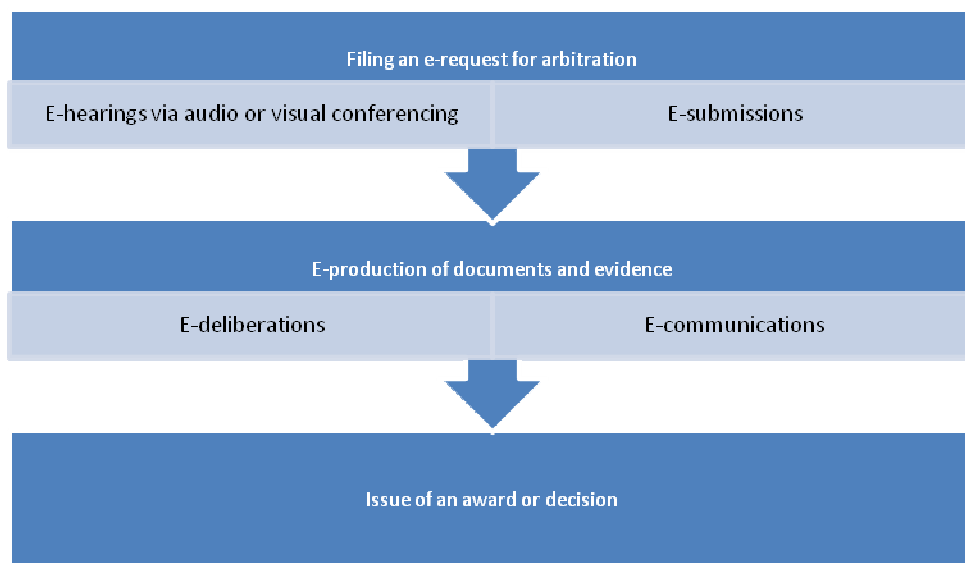 Filing an e-request for arbitration
E-hearings via audio or visual conferencing
E-submissions
E-production of documents and evidence
E-deliberations
E-communications
Issue of an award or decision